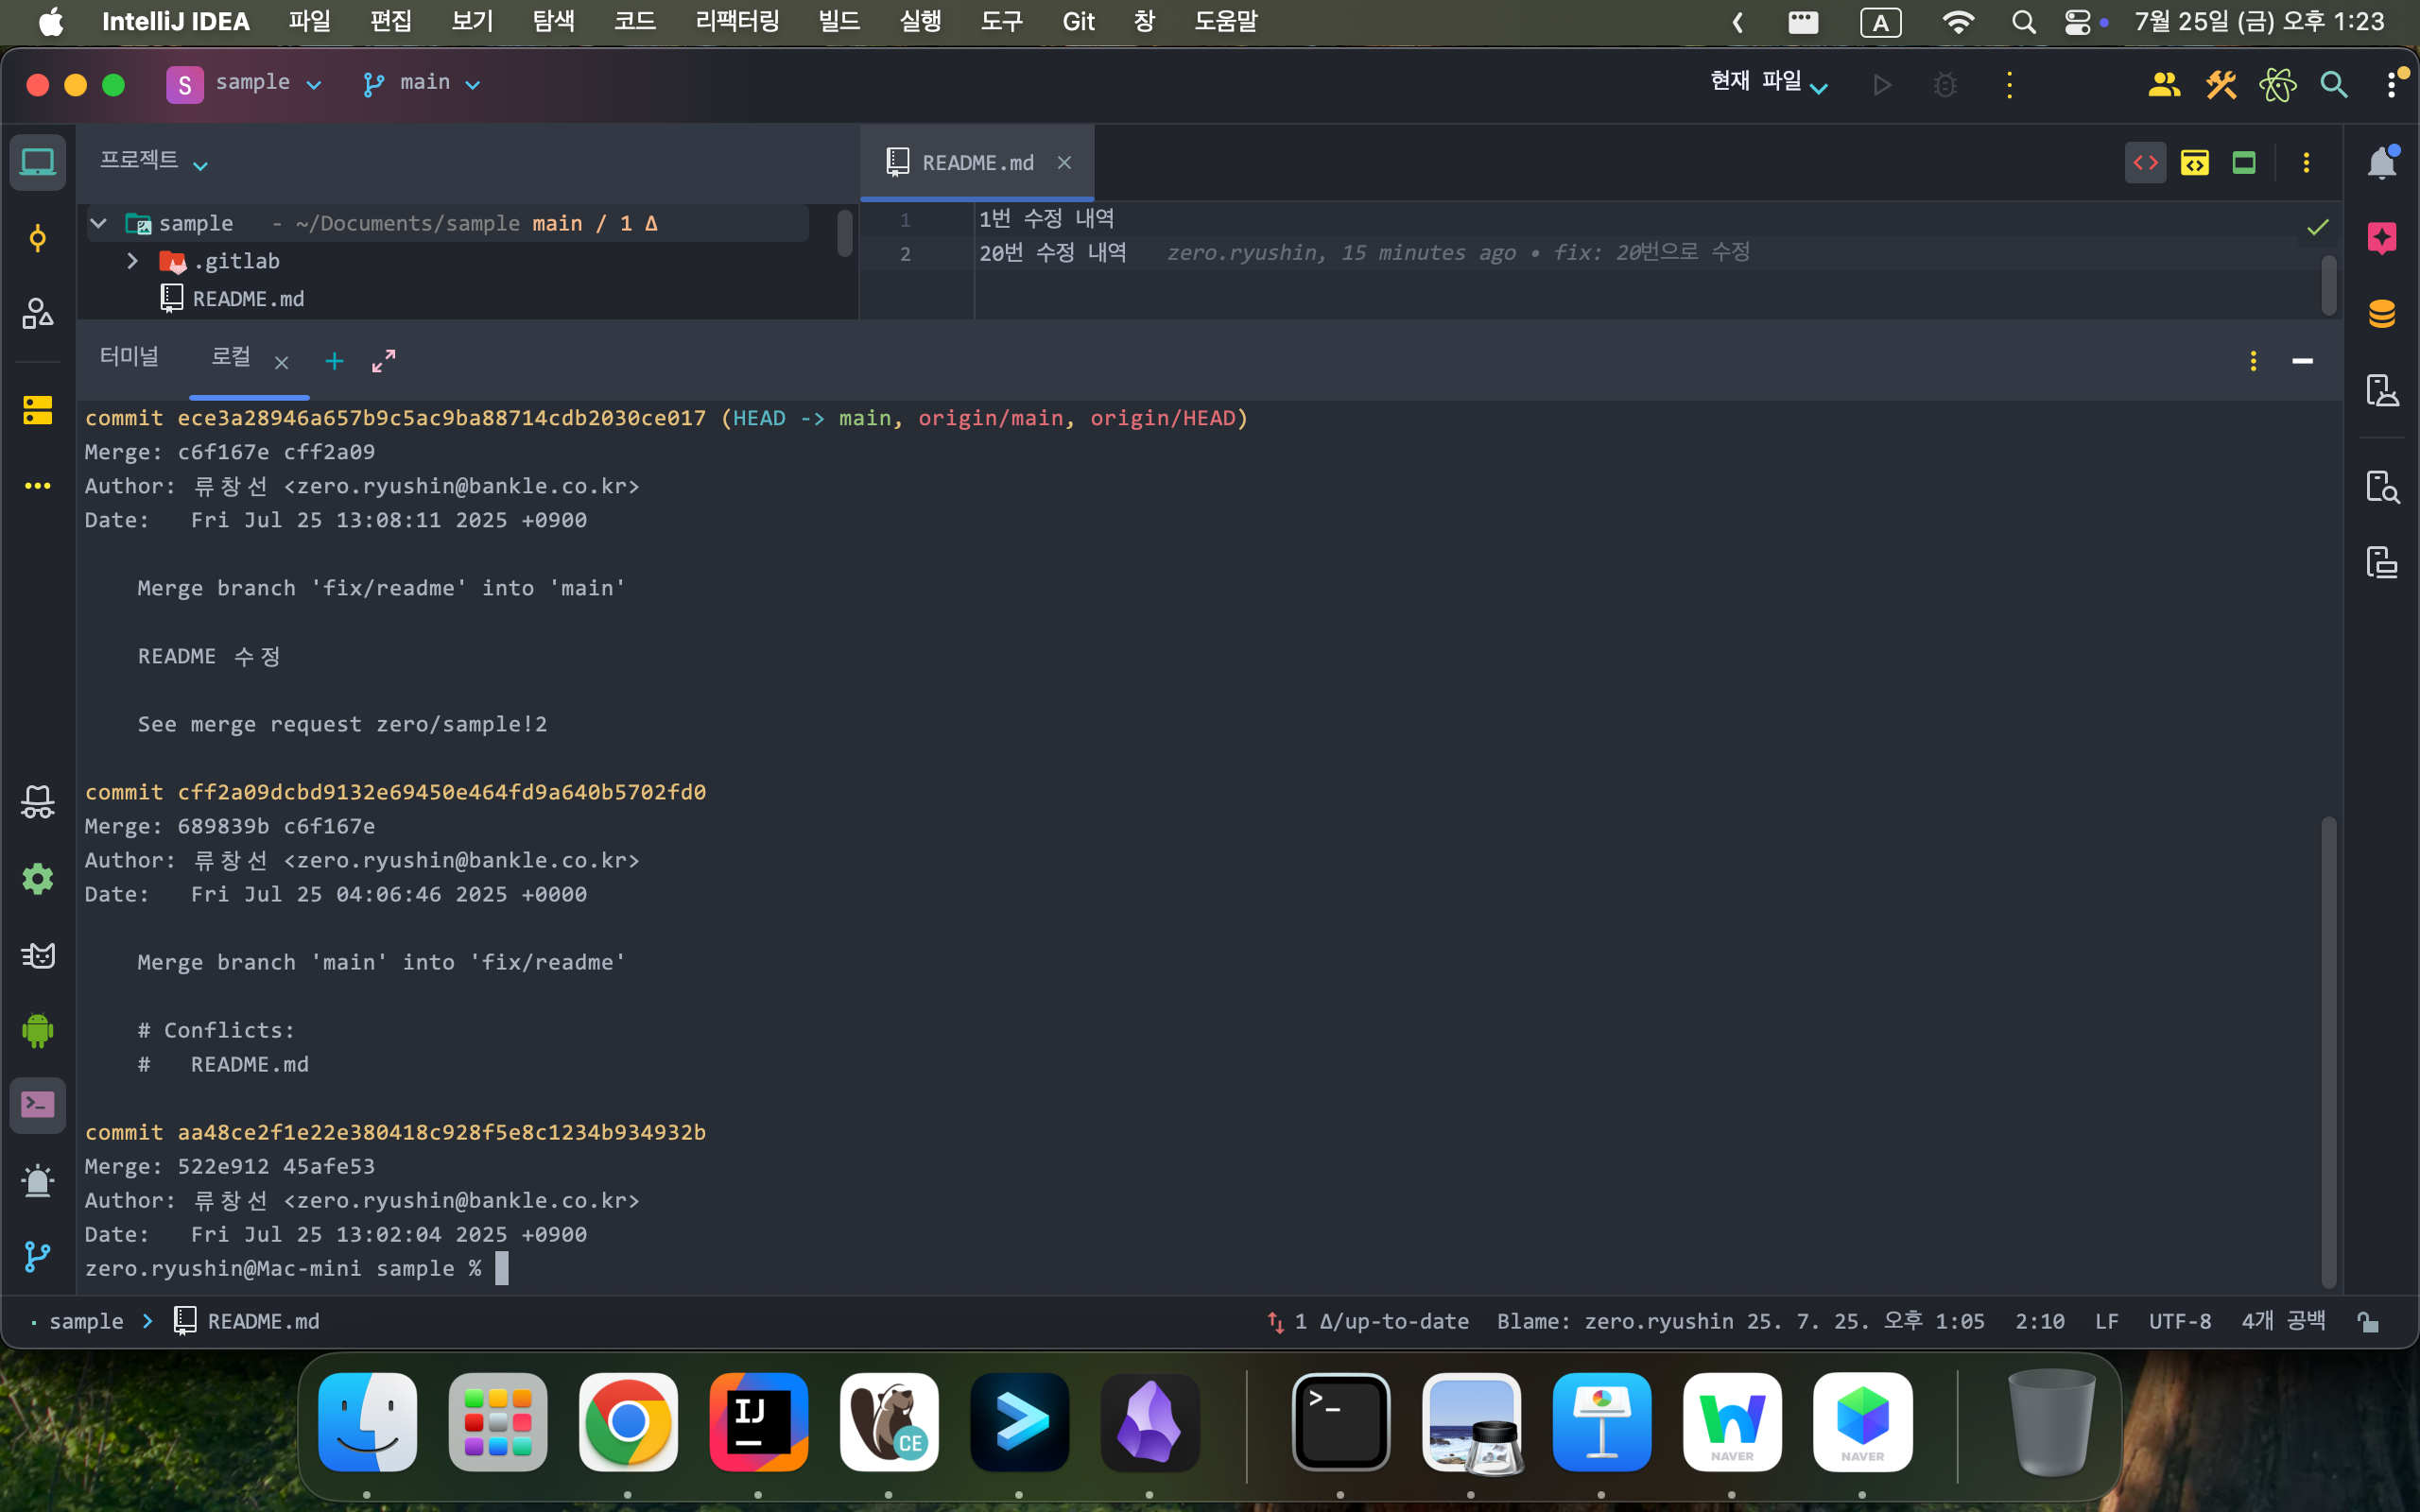 IntelliJ IDEA 파일 편집 보기 탐색 코드 리팩터링 빌드 실행 도구 Git 창 도움말 A 7월 25일 (금) 오후 1:23
S sample main 현재 파일
프로젝트
README.md
sample - ~/Documents/sample main / 1 Δ
.gitlab
README.md
1 1번 수정 내역
2 20번 수정 내역 zero.ryushin, 15 minutes ago • fix: 20번으로 수정
터미널 로컬
commit ece3a28946a657b9c5ac9ba88714cdb2030ce017 (HEAD -> main, origin/main, origin/HEAD)
Merge: c6f167e cff2a09
Author: 류창선 <zero.ryushin@bankle.co.kr>
Date: Fri Jul 25 13:08:11 2025 +0900
Merge branch 'fix/readme' into 'main'
README 수정
See merge request zero/sample!2
commit cff2a09dcbd9132e69450e464fd9a640b5702fd0
Merge: 689839b c6f167e
Author: 류창선 <zero.ryushin@bankle.co.kr>
Date: Fri Jul 25 04:06:46 2025 +0000
Merge branch 'main' into 'fix/readme'
# Conflicts:
# README.md
commit aa48ce2f1e22e380418c928f5e8c1234b934932b
Merge: 522e912 45afe53
Author: 류창선 <zero.ryushin@bankle.co.kr>
Date: Fri Jul 25 13:02:04 2025 +0900
zero.ryushin@Mac-mini sample %
sample README.md 1 Δ/up-to-date Blame: zero.ryushin 25. 7. 25. 오후 1:05 2:10 LF UTF-8 4개 공백
IJ
CE
NAVER
NAVER